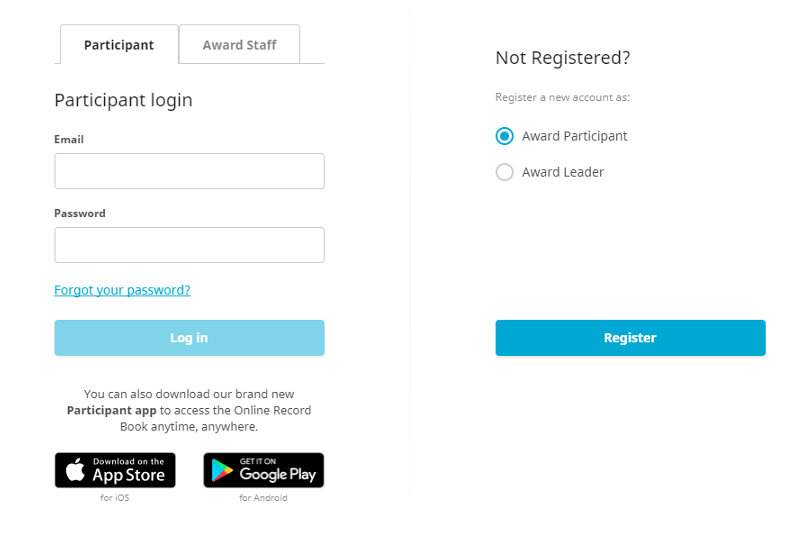 Participant
Award Staff
Participant login
Email
Password
Forgot your password?
Log in
You can also download our brand new
Participant app to access the Online Record
Book anytime, anywhere.
Download on the
App Store
for iOS
GET IT ON
Google Play
for Android
Not Registered?
Register a new account as:
Award Participant
Award Leader
Register